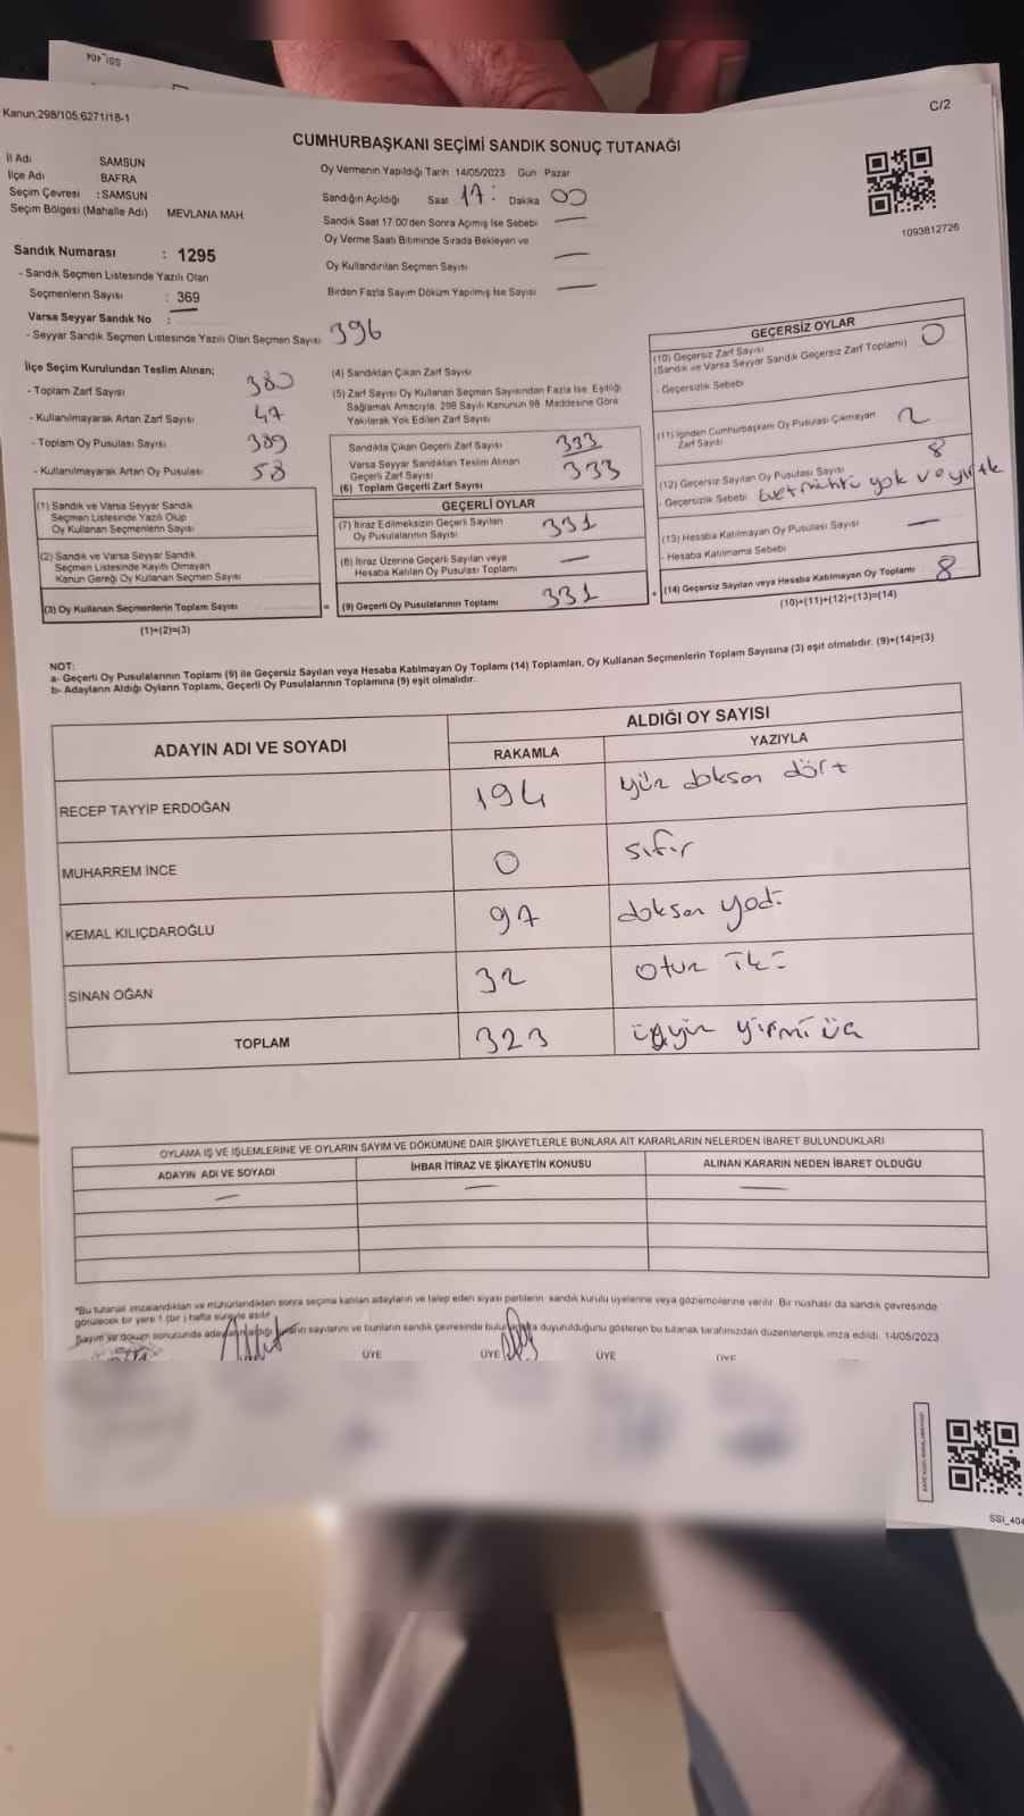 SSI_404
Kanun:298/105;6271/18-1
C/2
CUMHURBAŞKANI SEÇİMİ SANDIK SONUÇ TUTANAĞI
İl Adı SAMSUN
İlçe Adı BAFRA
Seçim Çevresi : SAMSUN
Seçim Bölgesi (Mahalle Adı) MEVLANA MAH.
Sandık Numarası : 1295
- Sandık Seçmen Listesinde Yazılı Olan
Seçmenlerin Sayısı : 369
Varsa Seyyar Sandık No :
- Seyyar Sandık Seçmen Listesinde Yazılı Olan Seçmen Sayısı 396
Oy Vermenin Yapıldığı Tarih 14/05/2023 Gün Pazar
Sandığın Açıldığı Saat 17: Dakika 00
Sandık Saat 17.00'den Sonra Açılmış İse Sebebi —
Oy Verme Saati Bitiminde Sırada Bekleyen ve
Oy Kullandırılan Seçmen Sayısı —
Birden Fazla Sayım Döküm Yapılmış İse Sayısı —
1093812726
İlçe Seçim Kurulundan Teslim Alınan;
- Toplam Zarf Sayısı 380
- Kullanılmayarak Artan Zarf Sayısı 47
- Toplam Oy Pusulası Sayısı 389
- Kullanılmayarak Artan Oy Pusulası 58
(1) Sandık ve Varsa Seyyar Sandık
Seçmen Listesinde Yazılı Olup
Oy Kullanan Seçmenlerin Sayısı
(2) Sandık ve Varsa Seyyar Sandık
Seçmen Listesinde Kayıtlı Olmayan
Kanun Gereği Oy Kullanan Seçmen Sayısı
(3) Oy Kullanan Seçmenlerin Toplam Sayısı
(1)+(2)=(3)
(4) Sandıktan Çıkan Zarf Sayısı
(5) Zarf Sayısı Oy Kullanan Seçmen Sayısından Fazla İse, Eşitliği
Sağlamak Amacıyla, 298 Sayılı Kanunun 98. Maddesine Göre
Yakılarak Yok Edilen Zarf Sayısı
Sandıkta Çıkan Geçerli Zarf Sayısı 333
Varsa Seyyar Sandıktan Teslim Alınan
Geçerli Zarf Sayısı
(6) Toplam Geçerli Zarf Sayısı 333
GEÇERLİ OYLAR
(7) İtiraz Edilmeksizin Geçerli Sayılan
Oy Pusulalarının Sayısı 331
(8) İtiraz Üzerine Geçerli Sayılan veya
Hesaba Katılan Oy Pusulası Toplamı —
= (9) Geçerli Oy Pusulalarının Toplamı 331
GEÇERSİZ OYLAR
(10) Geçersiz Zarf Sayısı
(Sandık ve Varsa Seyyar Sandık Geçersiz Zarf Toplamı) 0
- Geçersizlik Sebebi
(11) İçinden Cumhurbaşkanı Oy Pusulası Çıkmayan
Zarf Sayısı 2
(12) Geçersiz Sayılan Oy Pusulası Sayısı 8
Geçersizlik Sebebi Evet mührü yok veyırtık
(13) Hesaba Katılmayan Oy Pusulası Sayısı —
- Hesaba Katılmama Sebebi
+ (14) Geçersiz Sayılan veya Hesaba Katılmayan Oy Toplamı 8
(10)+(11)+(12)+(13)=(14)
NOT:
a- Geçerli Oy Pusulalarının Toplamı (9) ile Geçersiz Sayılan veya Hesaba Katılmayan Oy Toplamı (14) Toplamları, Oy Kullanan Seçmenlerin Toplam Sayısına (3) eşit olmalıdır. (9)+(14)=(3)
b- Adayların Aldığı Oyların Toplamı, Geçerli Oy Pusulalarının Toplamına (9) eşit olmalıdır.
ADAYIN ADI VE SOYADI
ALDIĞI OY SAYISI
RAKAMLA YAZIYLA
RECEP TAYYİP ERDOĞAN 194 yüz doksan dört
MUHARREM İNCE 0 sıfır
KEMAL KILIÇDAROĞLU 97 doksan yedi
SİNAN OĞAN 32 otuz iki
TOPLAM 323 üçyüz yirmi üç
OYLAMA İŞ VE İŞLEMLERİNE VE OYLARIN SAYIM VE DÖKÜMÜNE DAİR ŞİKAYETLERLE BUNLARA AİT KARARLARIN NELERDEN İBARET BULUNDUKLARI
ADAYIN ADI VE SOYADI İHBAR İTİRAZ VE ŞİKAYETİN KONUSU ALINAN KARARIN NEDEN İBARET OLDUĞU
— — —
"Bu tutanak imzalandıktan ve mühürlendikten sonra seçime katılan adayların ve talep eden siyasi partilerin sandık kurulu üyelerine veya gözlemcilerine verilir. Bir nüshası da sandık çevresinde
görülecek bir yere 1 (bir) hafta süreyle asılır.
Sayım ve döküm sonucunda sayılarını ve bunların sandık çevresinde duyurulduğunu gösteren bu tutanak tarafımızdan düzenlenerek imza edildi. 14/05/2023
ÜYE ÜYE ÜYE ÜYE
SSI_404